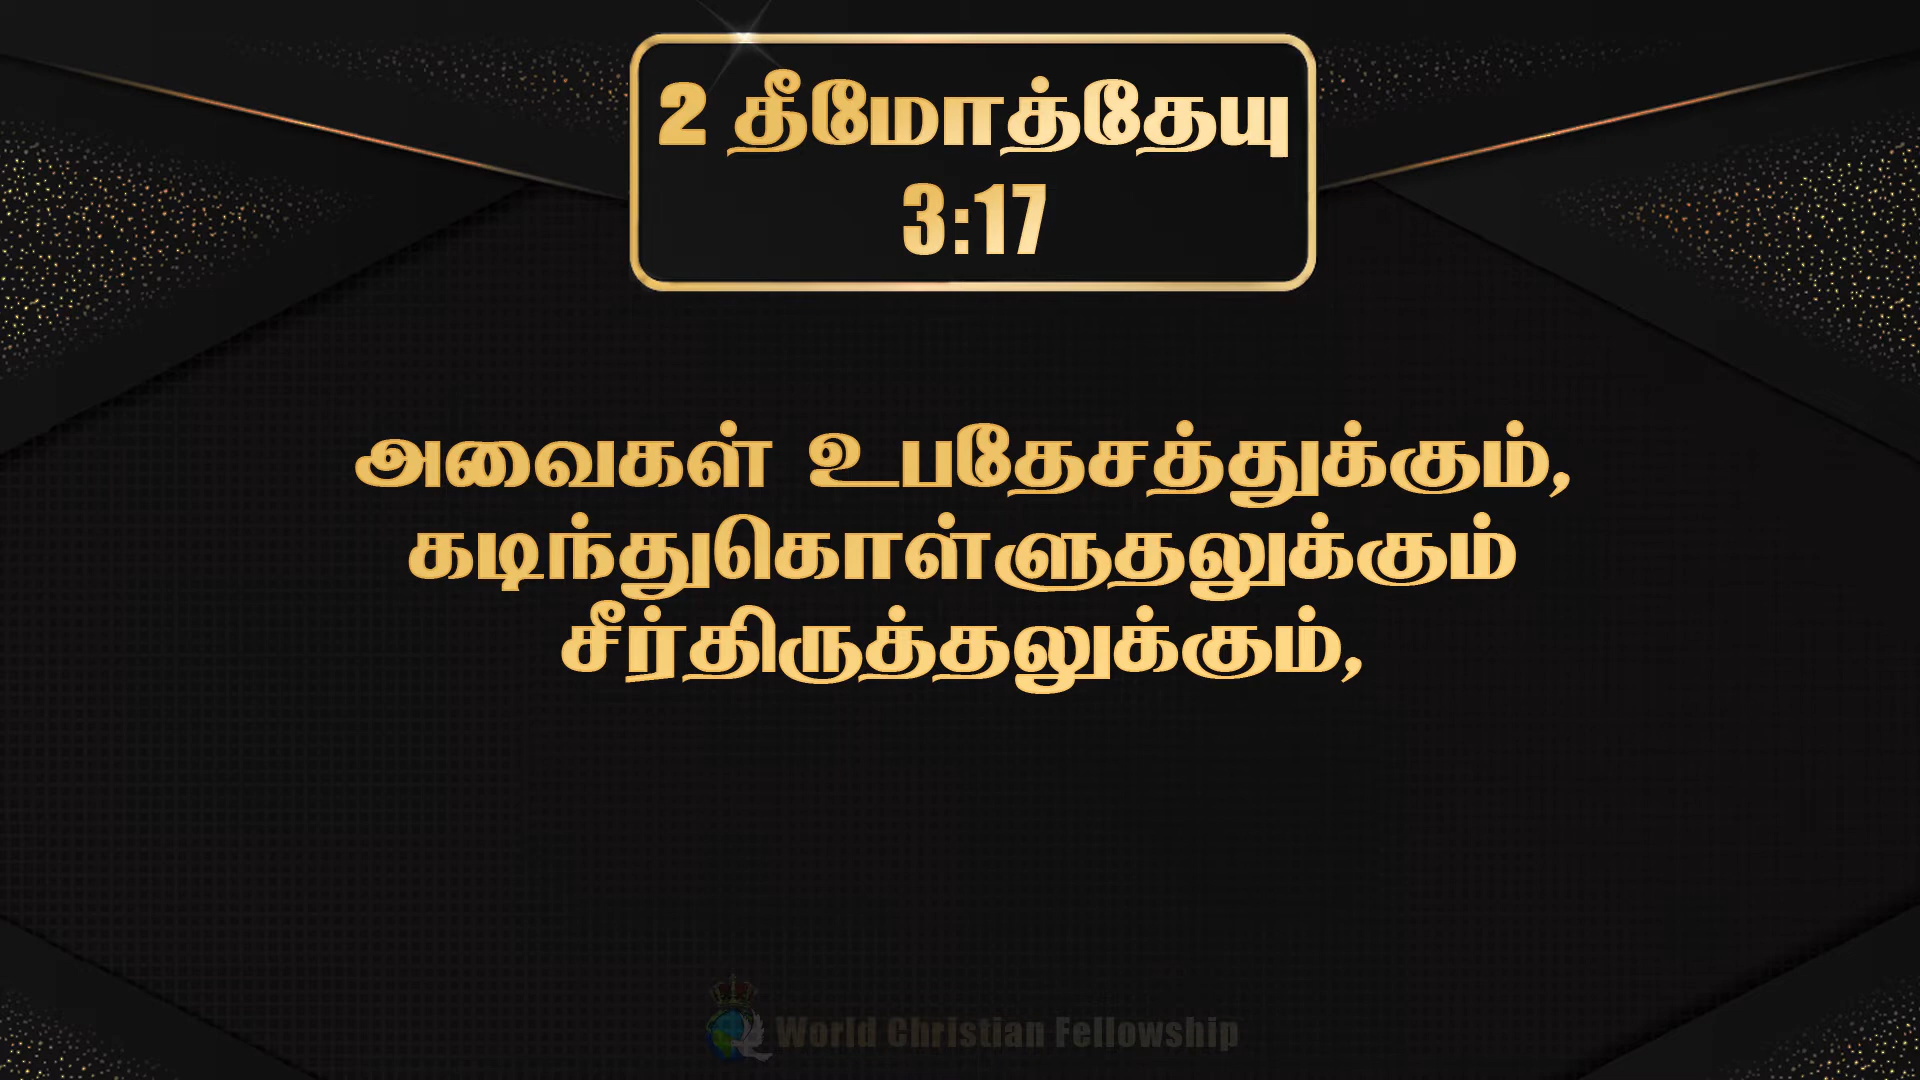 2 தீமோத்தேயு
3:17
அவைகள் உபதேசத்துக்கும்,
கடிந்துகொள்ளுதலுக்கும்
சீர்திருத்தலுக்கும்,
World Christian Fellowship